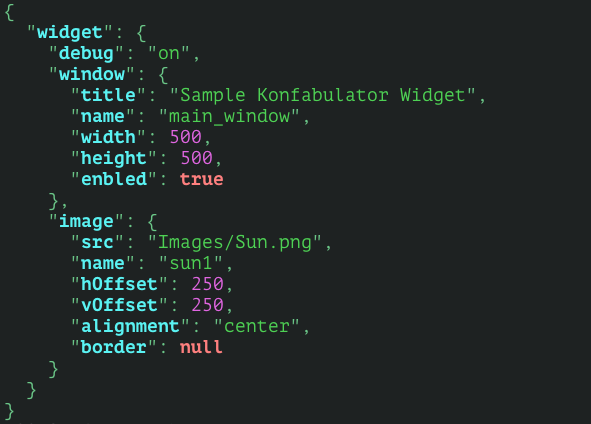 {
  "widget": {
    "debug": "on",
    "window": {
      "title": "Sample Konfabulator Widget",
      "name": "main_window",
      "width": 500,
      "height": 500,
      "enbled": true
    },
    "image": {
      "src": "Images/Sun.png",
      "name": "sun1",
      "hOffset": 250,
      "vOffset": 250,
      "alignment": "center",
      "border": null
    }
  }
}